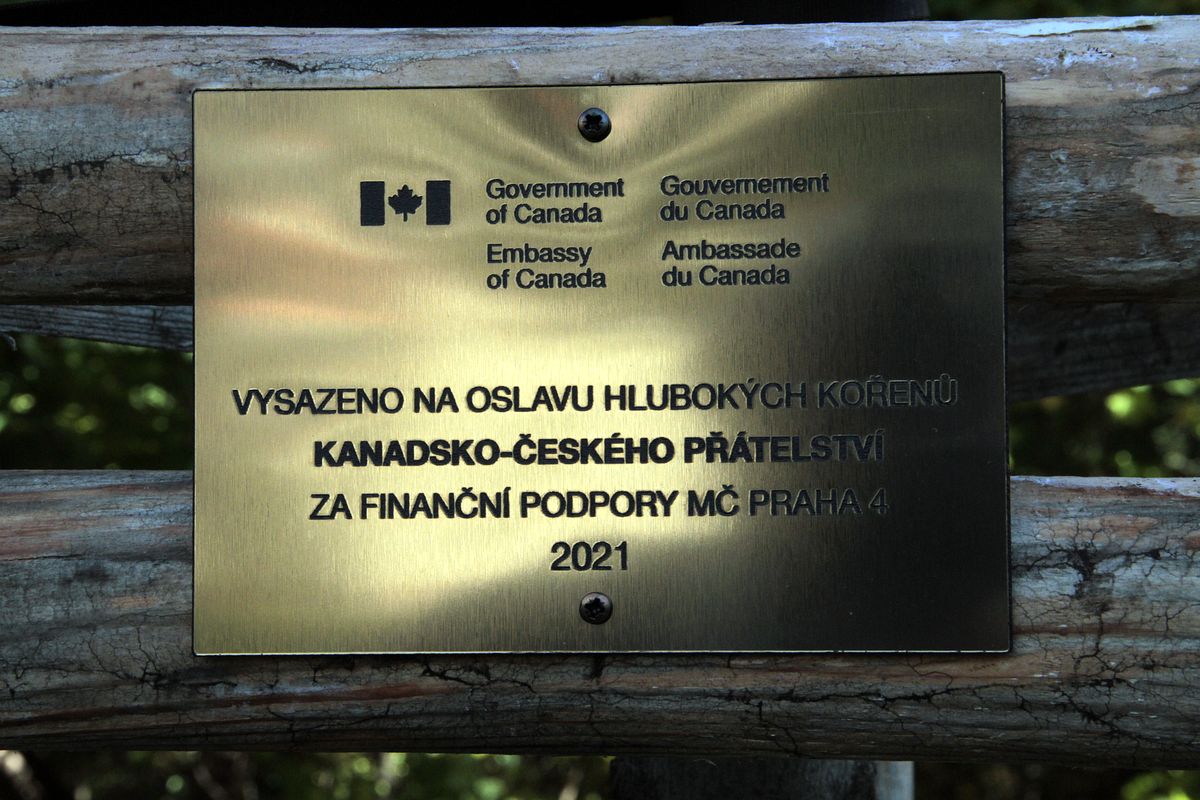 Government
of Canada
Gouvernement
du Canada
Embassy
of Canada
Ambassade
du Canada
VYSAZENO NA OSLAVU HLUBOKÝCH KOŘENŮ
KANADSKO-ČESKÉHO PŘÁTELSTVÍ
ZA FINANČNÍ PODPORY MČ PRAHA 4
2021